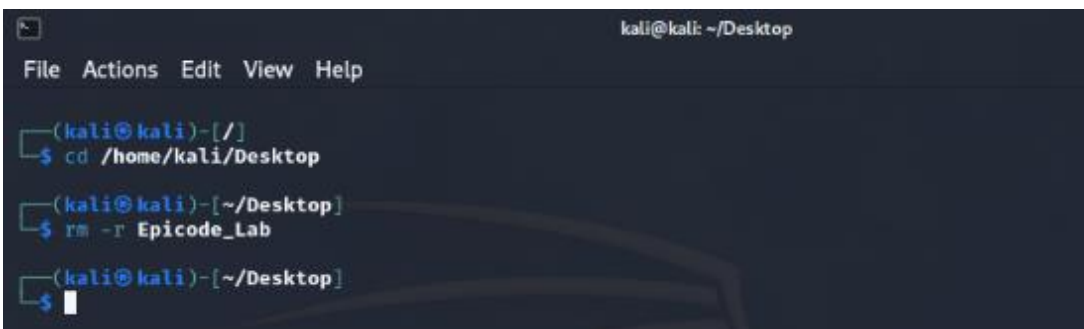 kali@kali: ~/Desktop
File Actions Edit View Help
┌──(kali㉿kali)-[/]
└─$ cd /home/kali/Desktop
┌──(kali㉿kali)-[~/Desktop]
└─$ rm -r Epicode_Lab
┌──(kali㉿kali)-[~/Desktop]
└─$